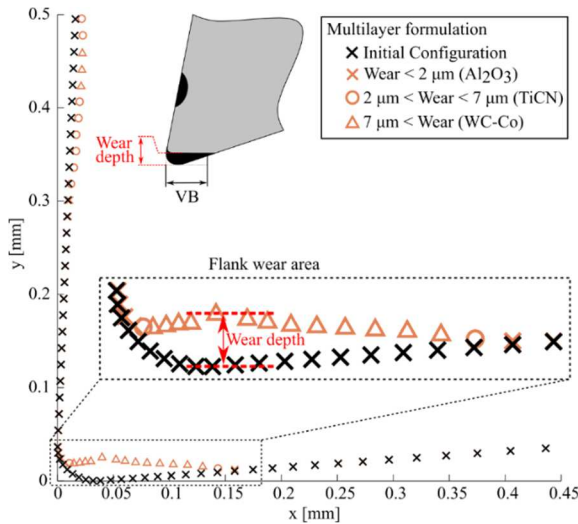 0.5
0.4
0.3
0.2
0.1
0
y [mm]
Multilayer formulation
Initial Configuration
Wear < 2 μm (Al₂O₃)
2 μm < Wear < 7 μm (TiCN)
7 μm < Wear (WC-Co)
Wear
depth
VB
Flank wear area
Wear depth
0 0.05 0.1 0.15 0.2 0.25 0.3 0.35 0.4 0.45
x [mm]